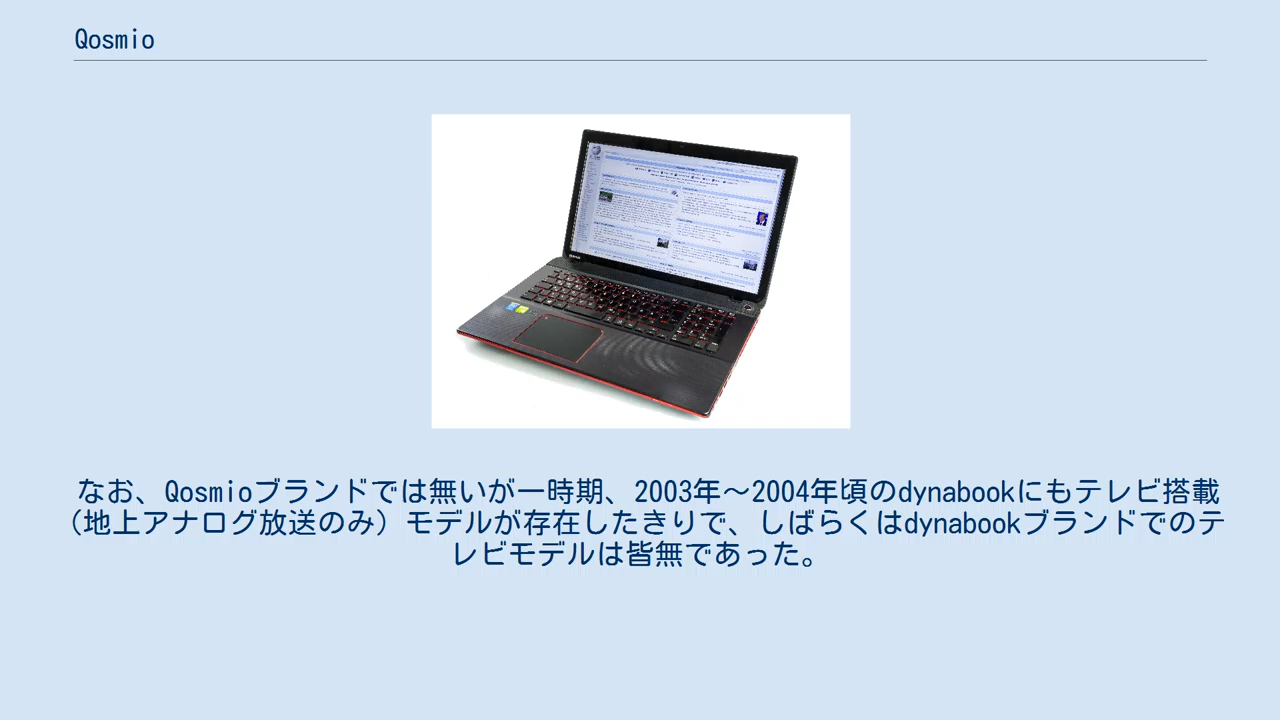 Qosmio
なお、Qosmioブランドでは無いが一時期、2003年～2004年頃のdynabookにもテレビ搭載
(地上アナログ放送のみ) モデルが存在したきりで、しばらくはdynabookブランドでのテ
レビモデルは皆無であった。